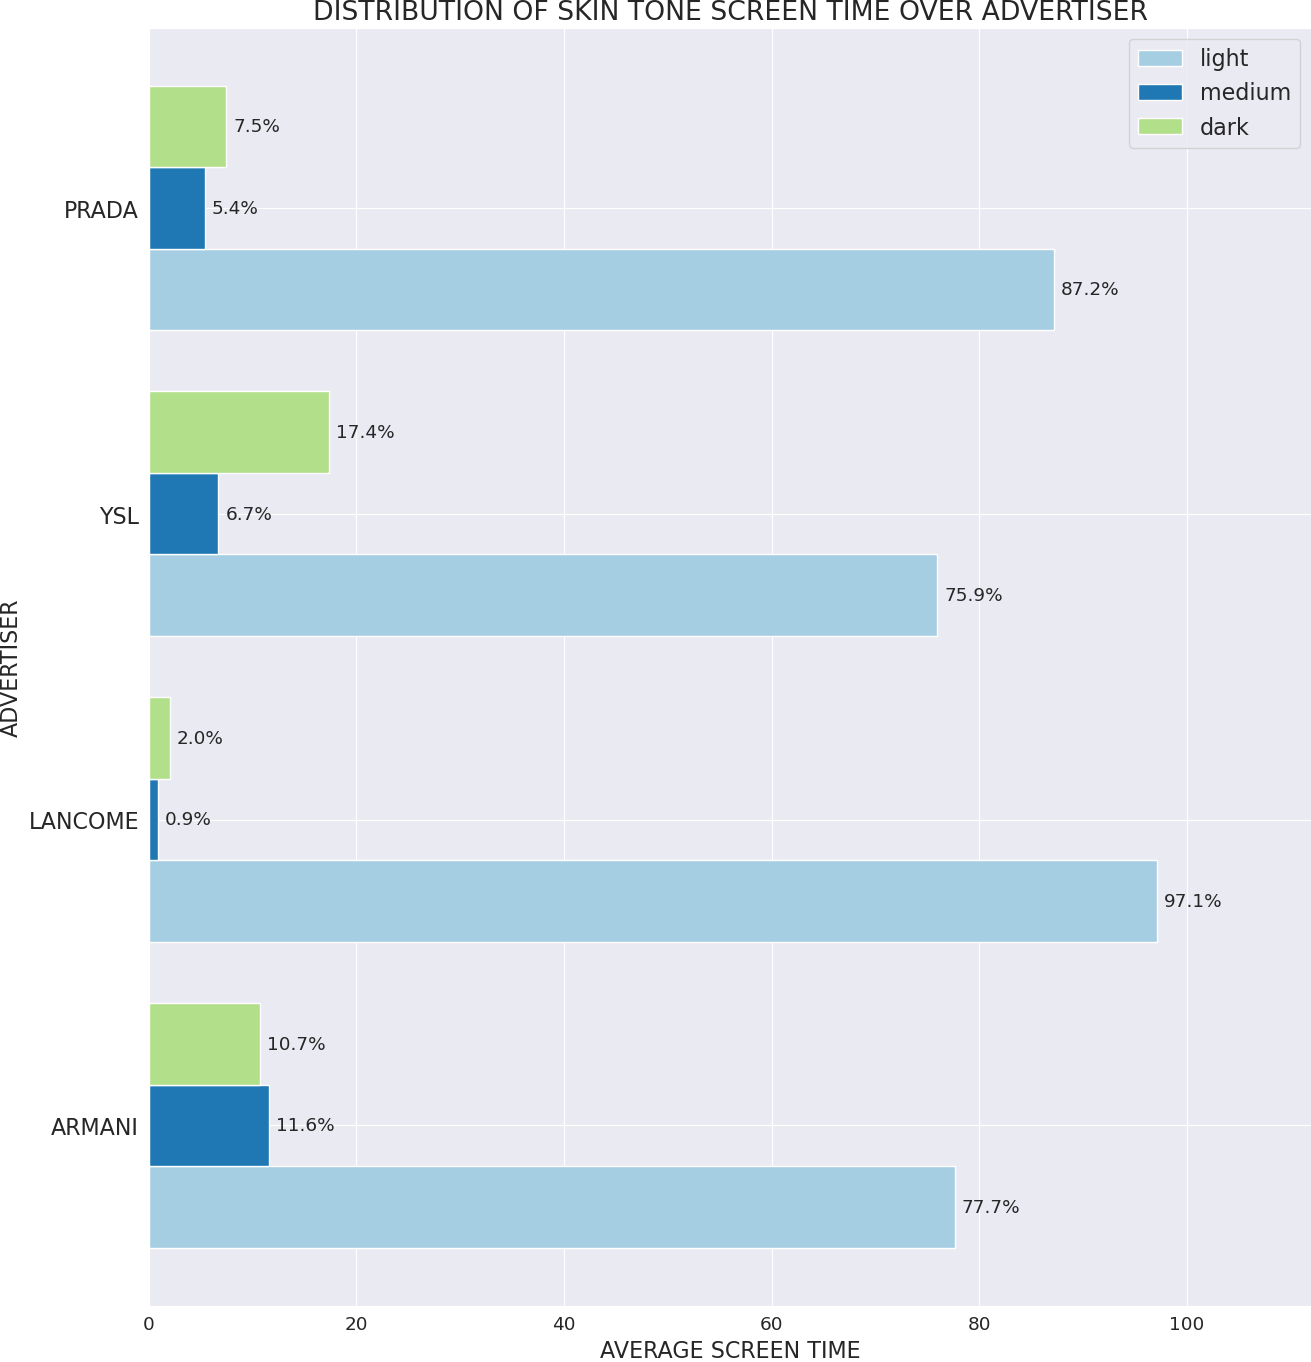 DISTRIBUTION OF SKIN TONE SCREEN TIME OVER ADVERTISER
light
medium
dark
7.5%
PRADA
5.4%
87.2%
17.4%
YSL
6.7%
75.9%
ADVERTISER
2.0%
LANCOME
0.9%
97.1%
10.7%
ARMANI
11.6%
77.7%
0 20 40 60 80 100
AVERAGE SCREEN TIME